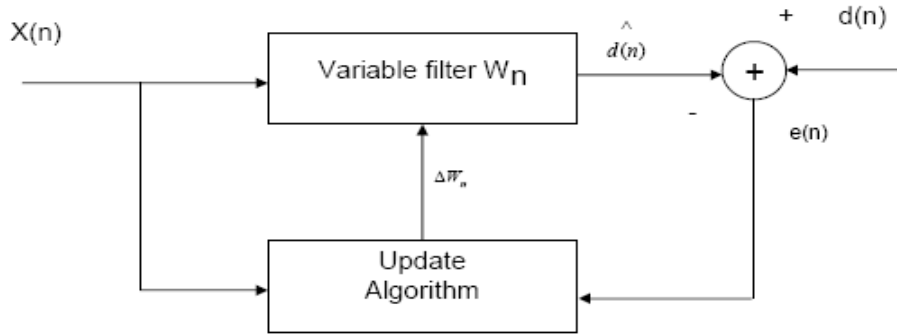 X(n)
Variable filter Wn
^
d(n)
+
d(n)
+
-
e(n)
ΔWn
Update
Algorithm